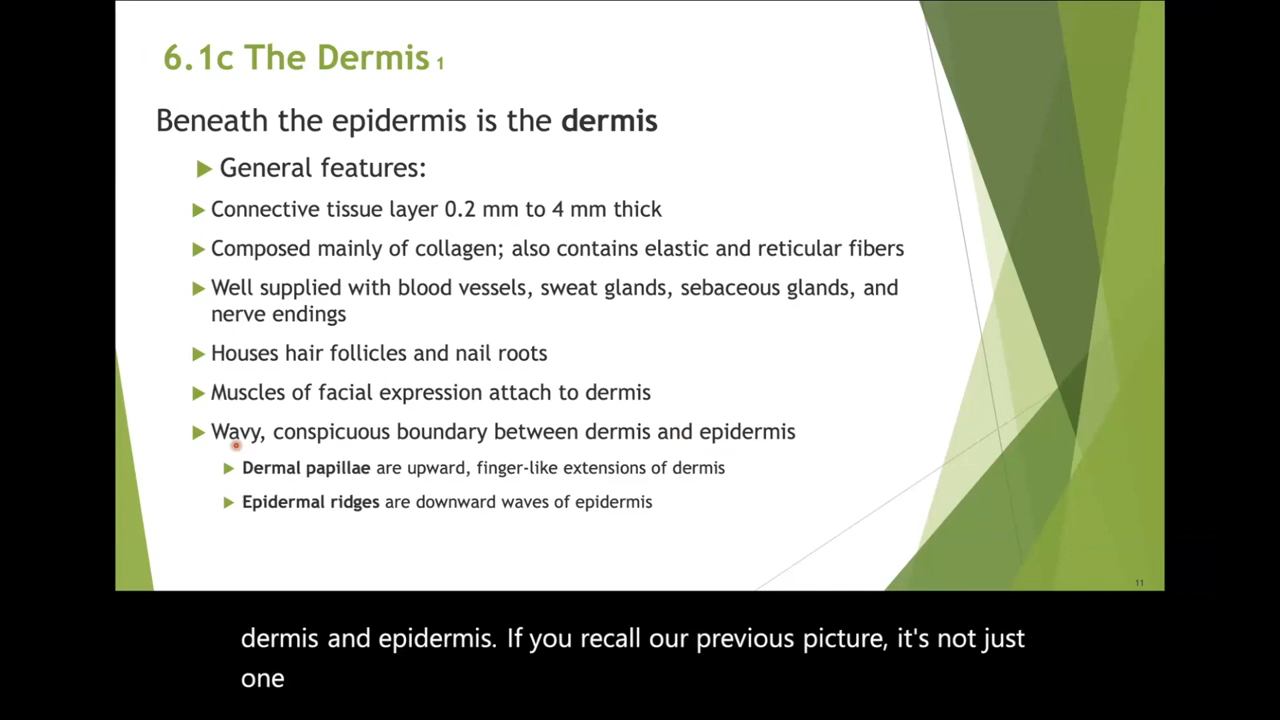 6.1c The Dermis 1
Beneath the epidermis is the dermis
General features:
Connective tissue layer 0.2 mm to 4 mm thick
Composed mainly of collagen; also contains elastic and reticular fibers
Well supplied with blood vessels, sweat glands, sebaceous glands, and
nerve endings
Houses hair follicles and nail roots
Muscles of facial expression attach to dermis
Wavy, conspicuous boundary between dermis and epidermis
Dermal papillae are upward, finger-like extensions of dermis
Epidermal ridges are downward waves of epidermis
11
dermis and epidermis. If you recall our previous picture, it's not just
one